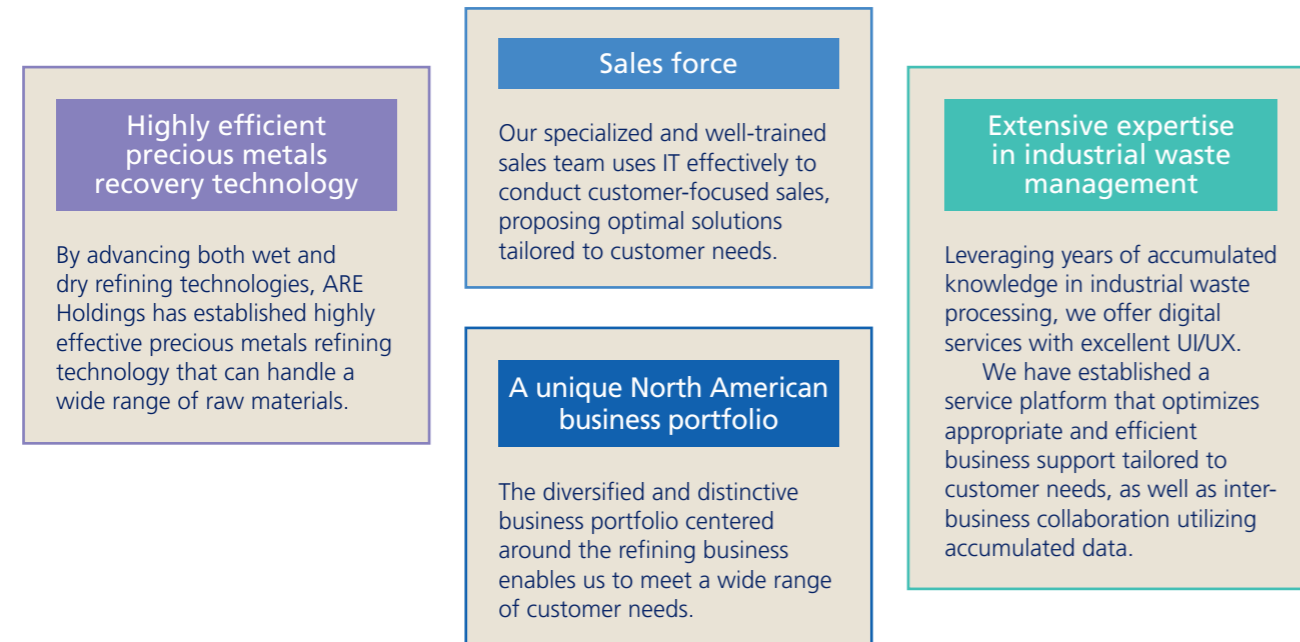 Highly efficient
precious metals
recovery technology
By advancing both wet and
dry refining technologies, ARE
Holdings has established highly
effective precious metals refining
technology that can handle a
wide range of raw materials.
Sales force
Our specialized and well-trained
sales team uses IT effectively to
conduct customer-focused sales,
proposing optimal solutions
tailored to customer needs.
A unique North American
business portfolio
The diversified and distinctive
business portfolio centered
around the refining business
enables us to meet a wide range
of customer needs.
Extensive expertise
in industrial waste
management
Leveraging years of accumulated
knowledge in industrial waste
processing, we offer digital
services with excellent UI/UX.
We have established a
service platform that optimizes
appropriate and efficient
business support tailored to
customer needs, as well as inter-
business collaboration utilizing
accumulated data.